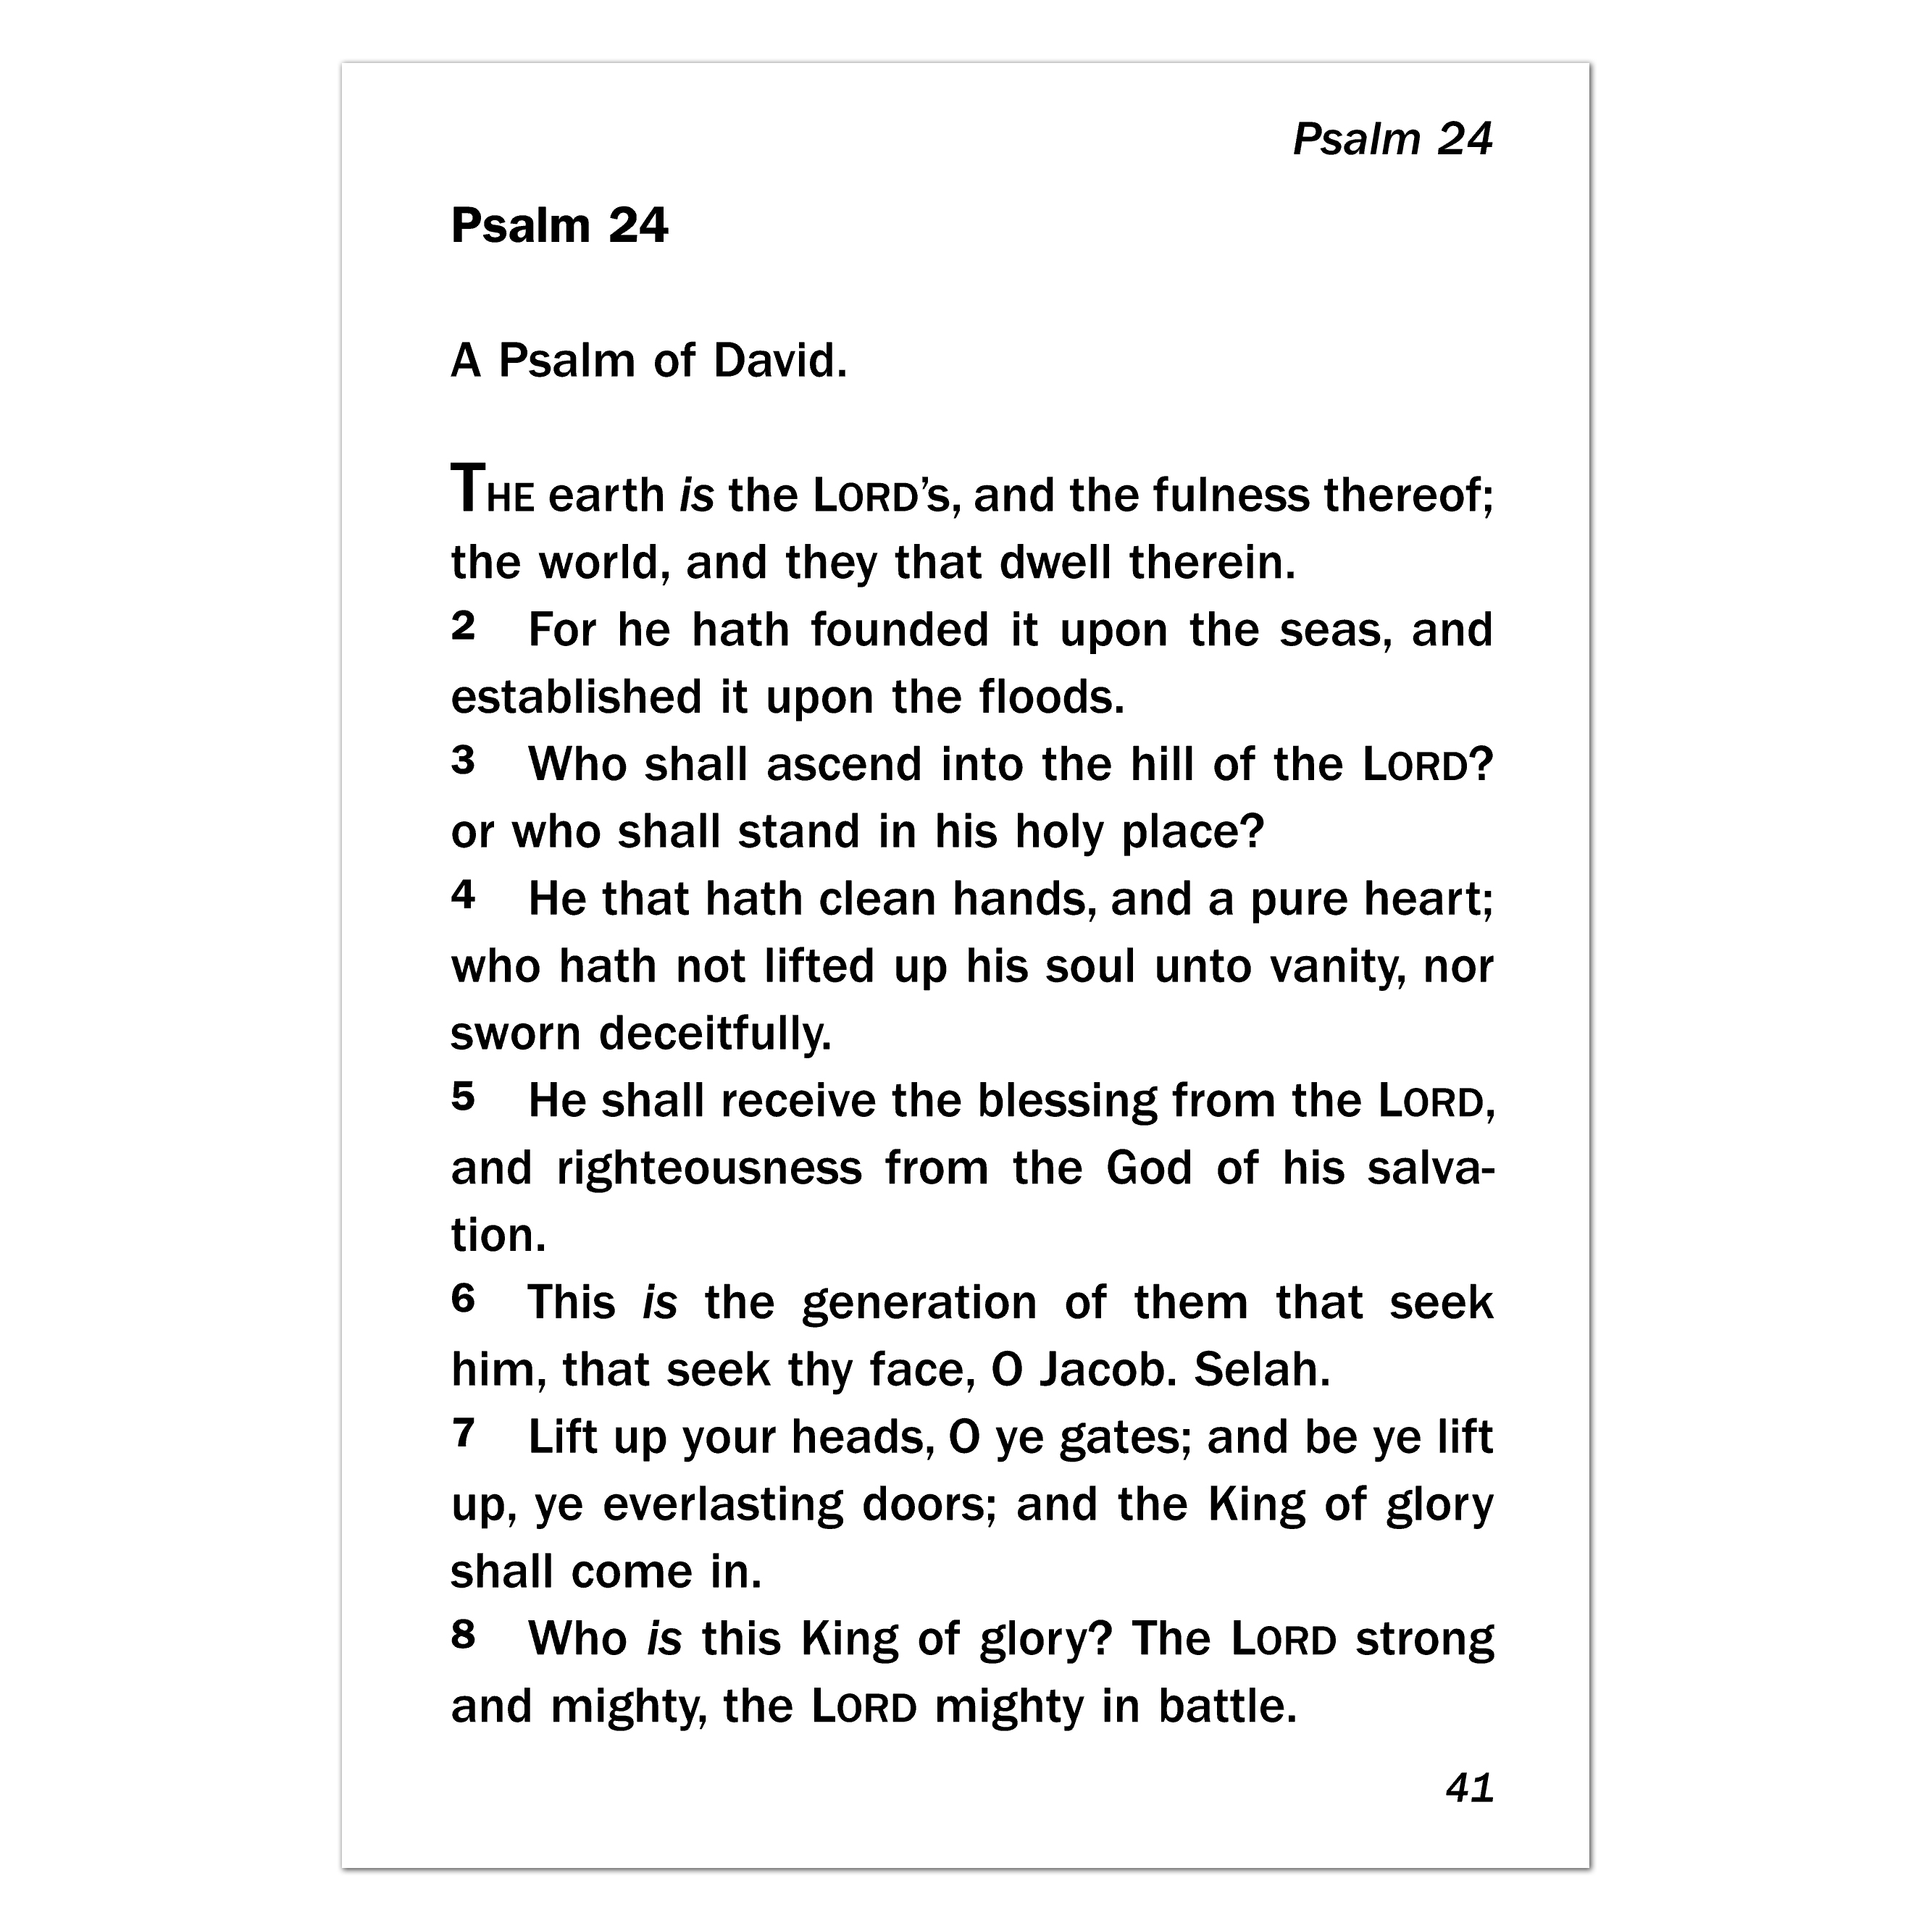 Psalm 24
Psalm 24
A Psalm of David.
THE earth is the LORD’s, and the fulness thereof;
the world, and they that dwell therein.
2 For he hath founded it upon the seas, and
established it upon the floods.
3 Who shall ascend into the hill of the LORD?
or who shall stand in his holy place?
4 He that hath clean hands, and a pure heart;
who hath not lifted up his soul unto vanity, nor
sworn deceitfully.
5 He shall receive the blessing from the LORD,
and righteousness from the God of his salva-
tion.
6 This is the generation of them that seek
him, that seek thy face, O Jacob. Selah.
7 Lift up your heads, O ye gates; and be ye lift
up, ye everlasting doors; and the King of glory
shall come in.
8 Who is this King of glory? The LORD strong
and mighty, the LORD mighty in battle.
41